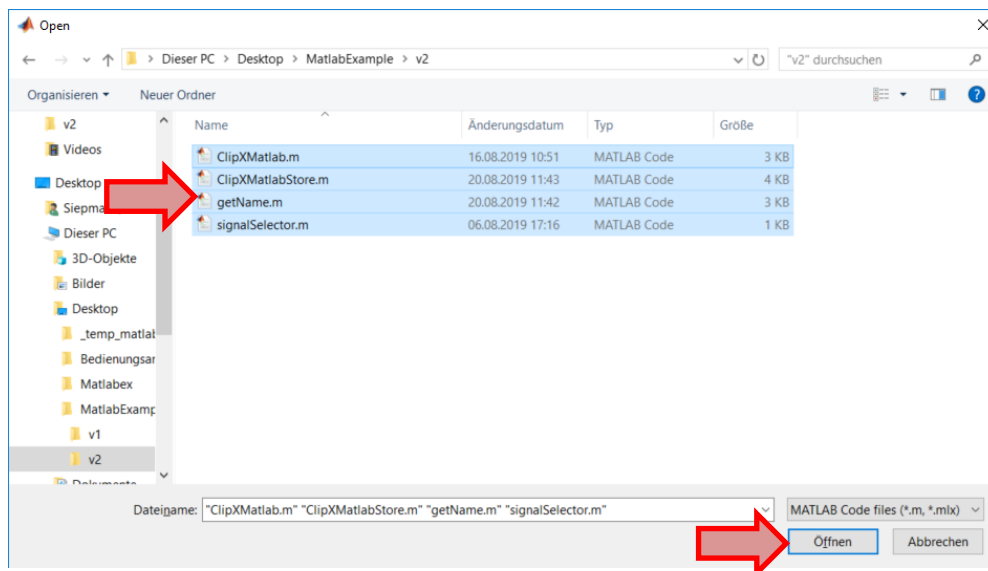 Open
Dieser PC > Desktop > MatlabExample > v2
"v2" durchsuchen
Organisieren
Neuer Ordner
v2
Videos
Desktop
Dieser PC
3D-Objekte
Bilder
Desktop
_temp_matlab
Bedienungsar
Matlabex
MatlabExamp
v1
v2
Name Änderungsdatum Typ Größe
ClipXMatlab.m 16.08.2019 10:51 MATLAB Code 3 KB
ClipXMatlabStore.m 20.08.2019 11:43 MATLAB Code 4 KB
getName.m 20.08.2019 11:42 MATLAB Code 3 KB
signalSelector.m 06.08.2019 17:16 MATLAB Code 1 KB
Dateiname: "ClipXMatlab.m" "ClipXMatlabStore.m" "getName.m" "signalSelector.m"
MATLAB Code files (*.m, *.mlx)
Öffnen
Abbrechen